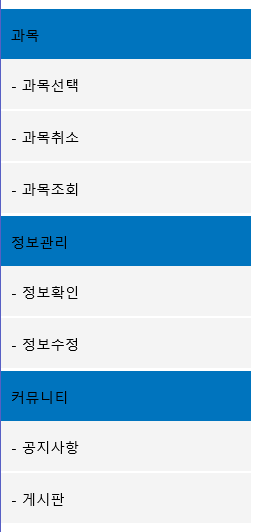 과목
- 과목선택
- 과목취소
- 과목조회
정보관리
- 정보확인
- 정보수정
커뮤니티
- 공지사항
- 게시판